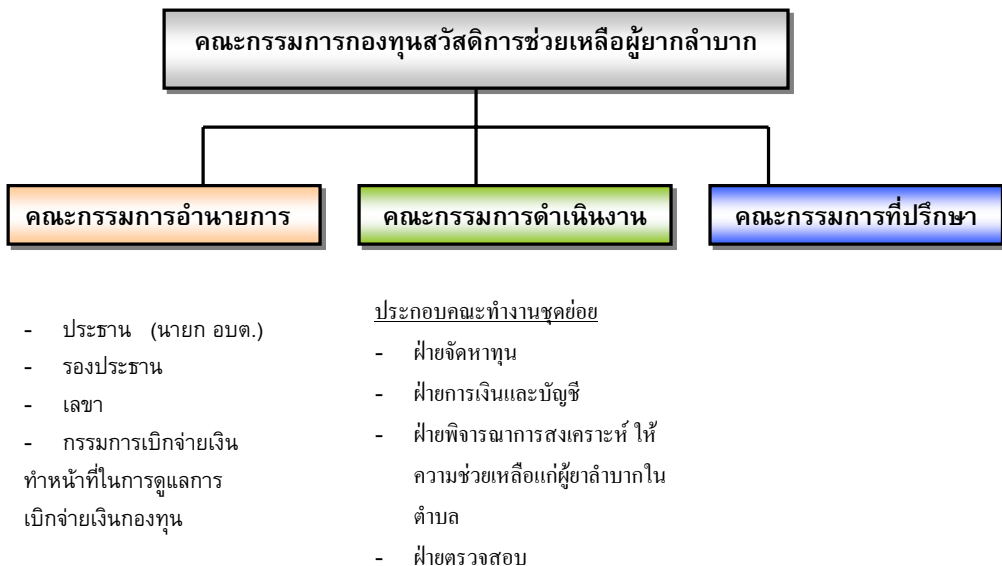 คณะกรรมการกองทุนสวัสดิการช่วยเหลือผู้ยากลำบาก
คณะกรรมการอำนายการ
คณะกรรมการดำเนินงาน
คณะกรรมการที่ปรึกษา
- ประธาน (นายก อบต.)
- รองประธาน
- เลขา
- กรรมการเบิกจ่ายเงิน
ทำหน้าที่ในการดูแลการ
เบิกจ่ายเงินกองทุน
ประกอบคณะทำงานชุดย่อย
- ฝ่ายจัดหาทุน
- ฝ่ายการเงินและบัญชี
- ฝ่ายพิจารณาการสงเคราะห์ ให้
ความช่วยเหลือแก่ผู้ยาลำบากใน
ตำบล
- ฝ่ายตรวจสอบ